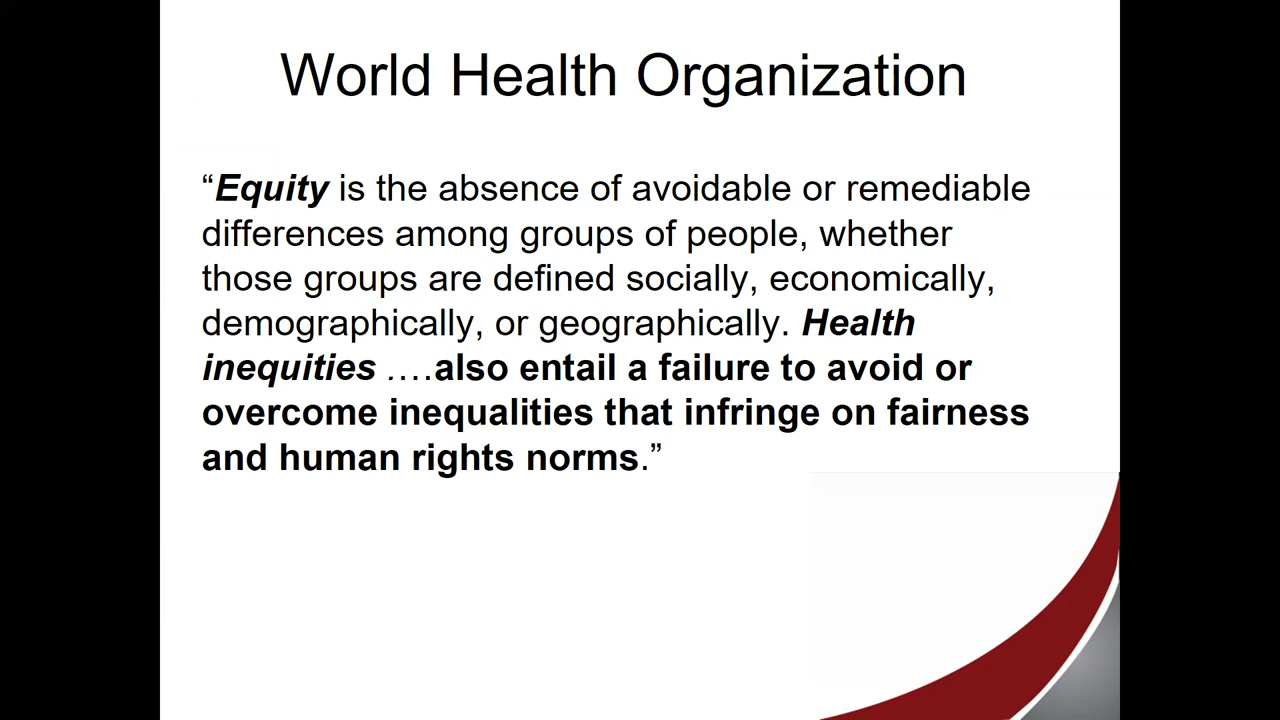 World Health Organization
“Equity is the absence of avoidable or remediable
differences among groups of people, whether
those groups are defined socially, economically,
demographically, or geographically. Health
inequities ….also entail a failure to avoid or
overcome inequalities that infringe on fairness
and human rights norms.”